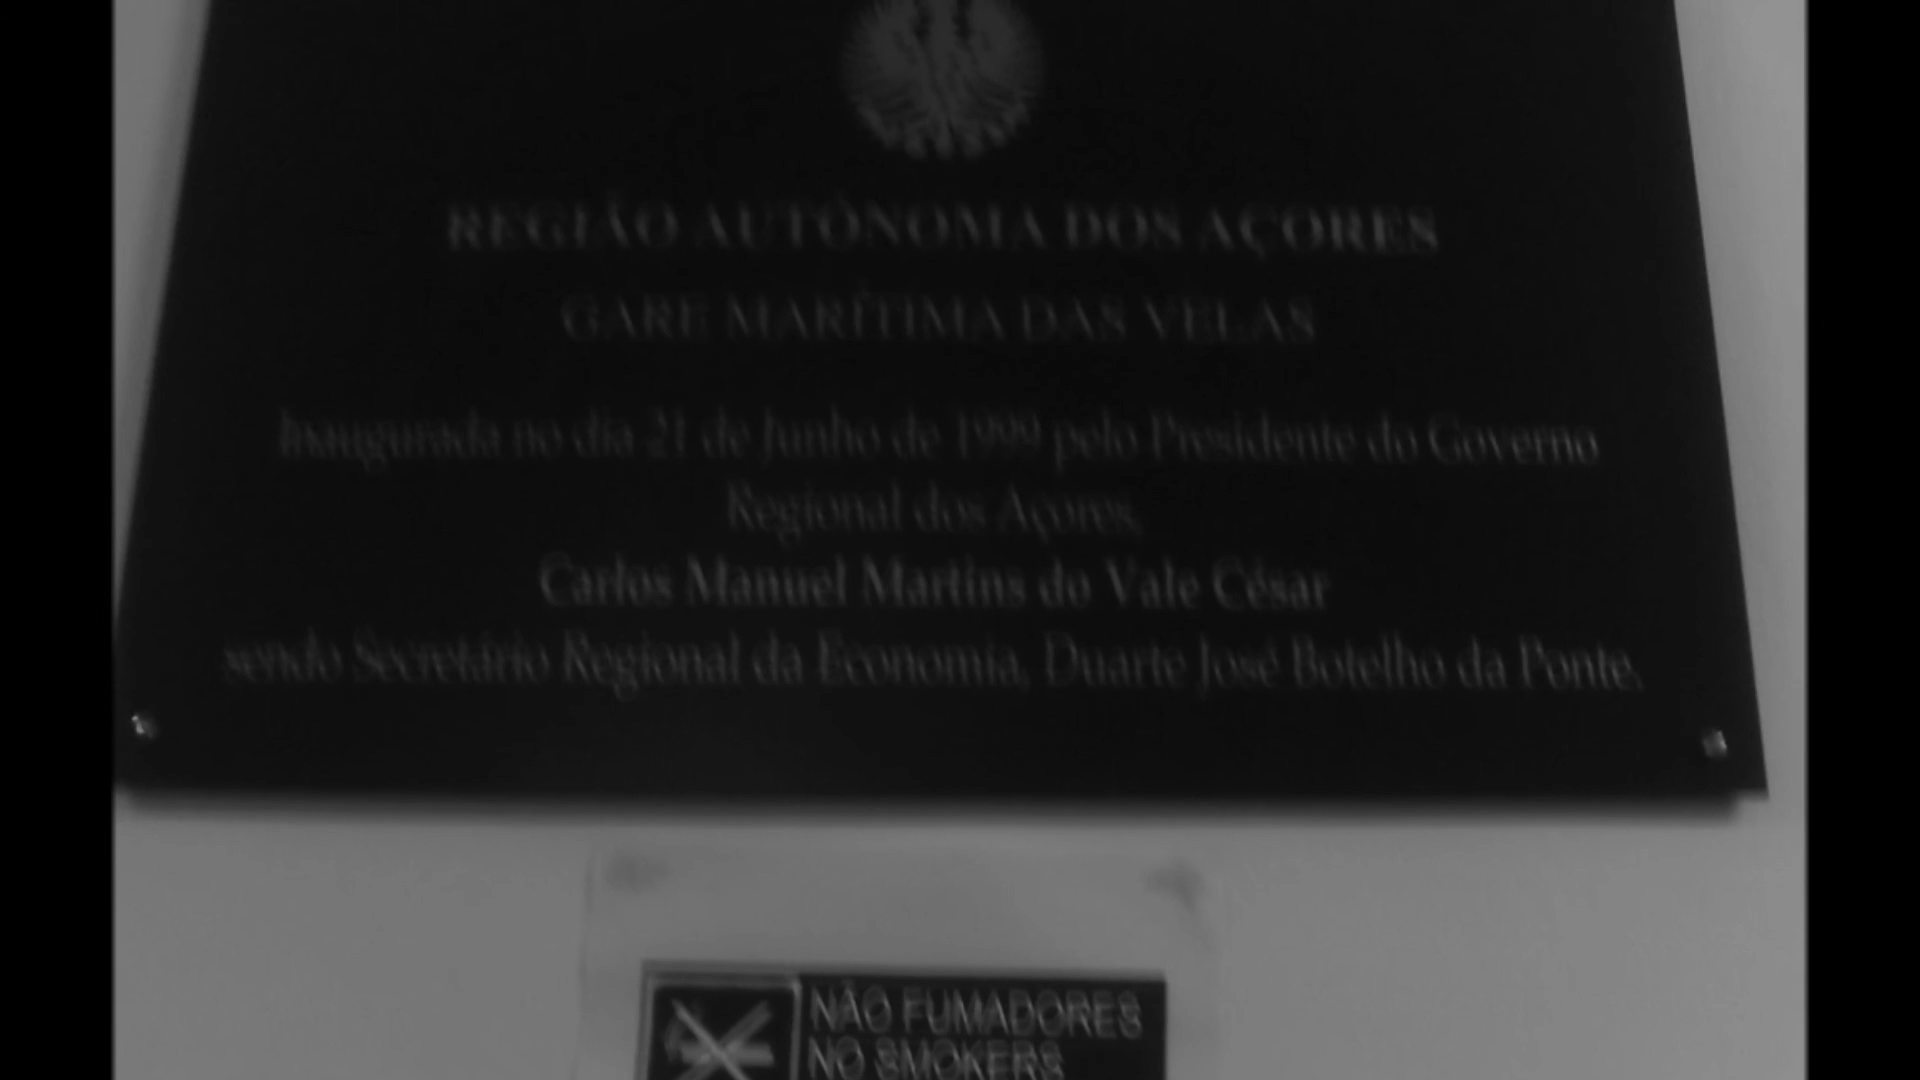 REGIÃO AUTÓNOMA DOS AÇORES
GARE MARÍTIMA DAS VELAS
Inaugurada no dia 21 de Junho de 1999 pelo Presidente do Governo
Regional dos Açores,
Carlos Manuel Martins do Vale César
sendo Secretário Regional da Economia, Duarte José Botelho da Ponte.
NÃO FUMADORES
NO SMOKERS